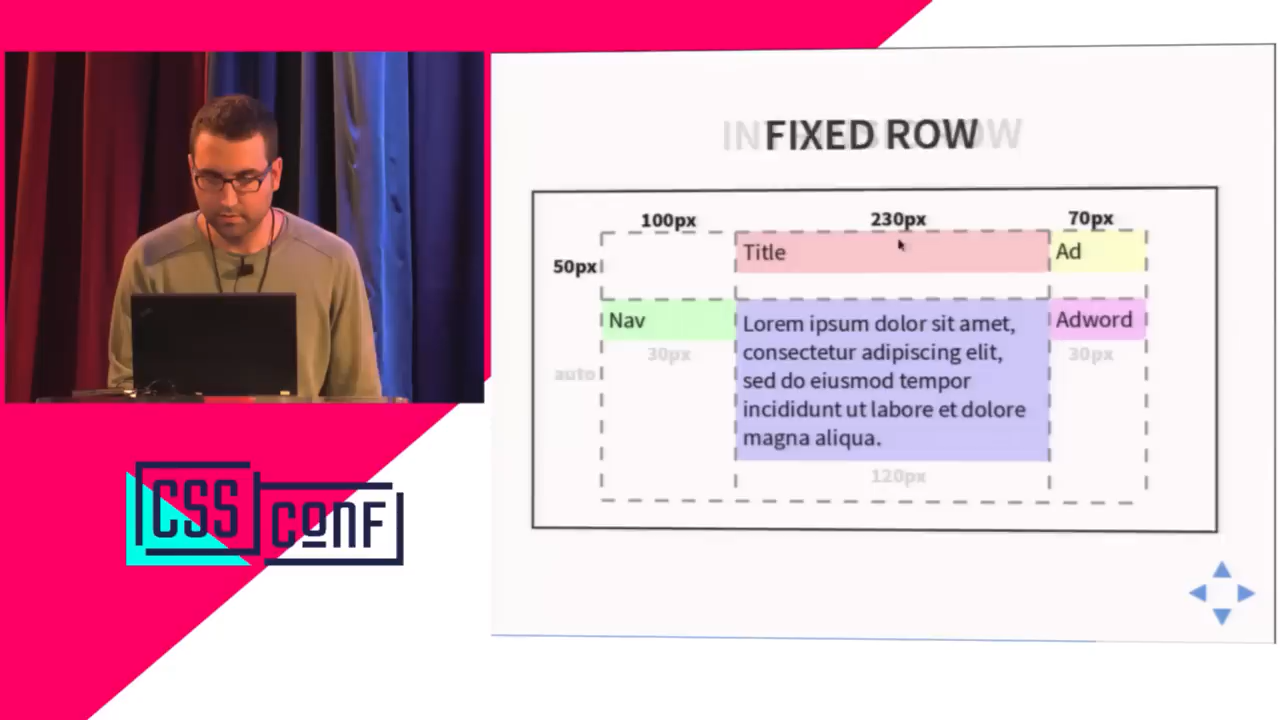 FIXED ROW
100px
230px
70px
50px
Title
Ad
Nav
Lorem ipsum dolor sit amet,
consectetur adipiscing elit,
sed do eiusmod tempor
incididunt ut labore et dolore
magna aliqua.
Adword
30px
30px
auto
120px
CSS
CONF